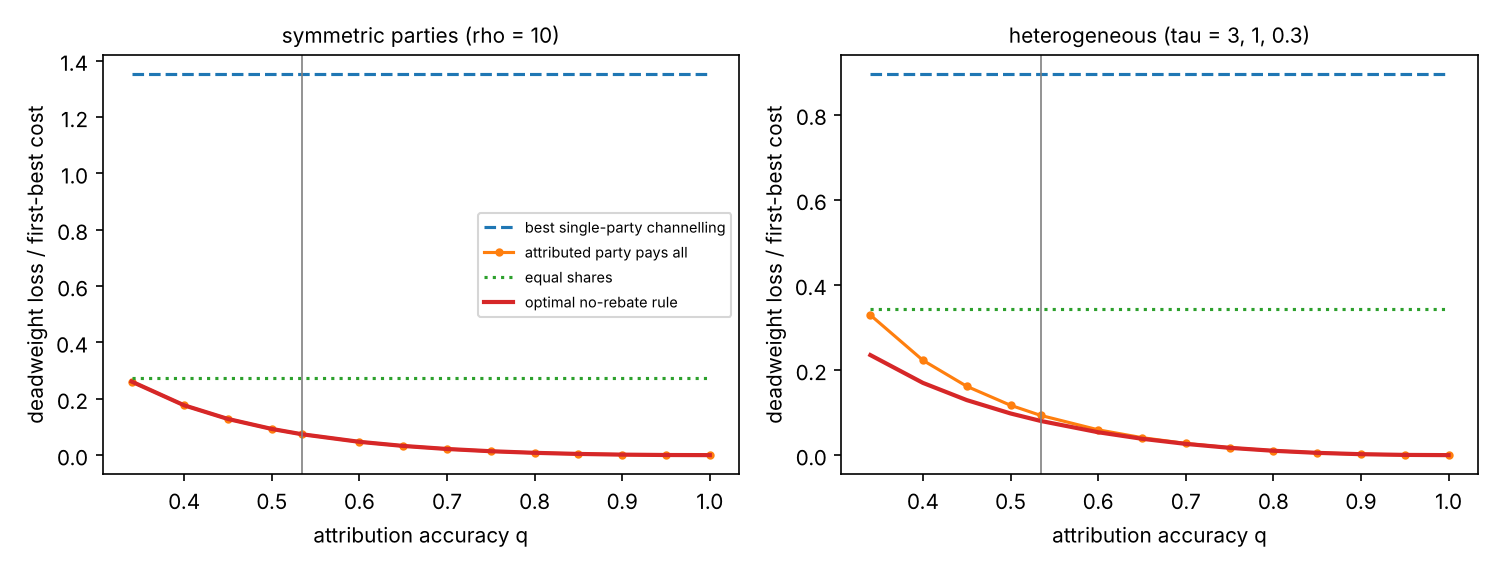 symmetric parties (rho = 10)
deadweight loss / first-best cost
1.4
1.2
1.0
0.8
0.6
0.4
0.2
0.0
best single-party channelling
attributed party pays all
equal shares
optimal no-rebate rule
0.4 0.5 0.6 0.7 0.8 0.9 1.0
attribution accuracy q
heterogeneous (tau = 3, 1, 0.3)
deadweight loss / first-best cost
0.8
0.6
0.4
0.2
0.0
0.4 0.5 0.6 0.7 0.8 0.9 1.0
attribution accuracy q